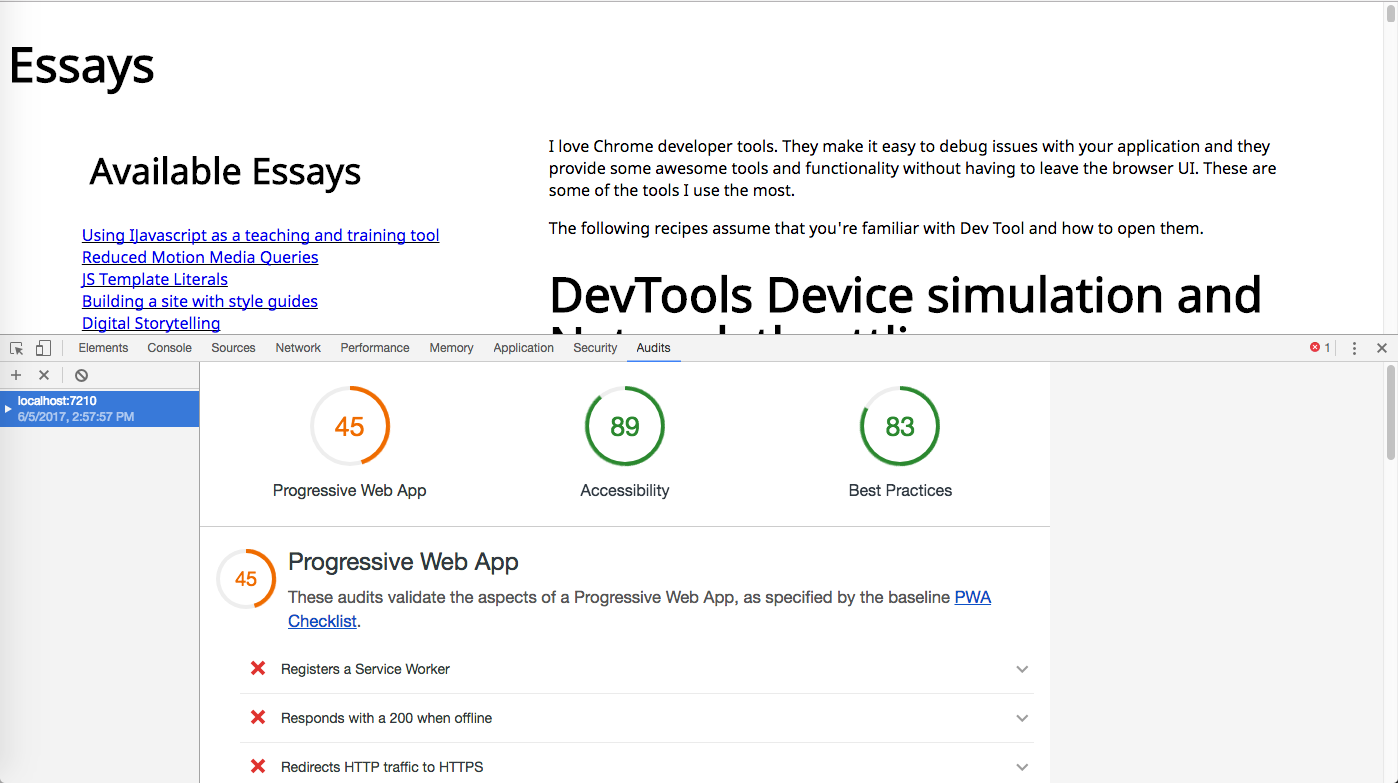 Essays
Available Essays
Using IJavascript as a teaching and training tool
Reduced Motion Media Queries
JS Template Literals
Building a site with style guides
Digital Storytelling
I love Chrome developer tools. They make it easy to debug issues with your application and they
provide some awesome tools and functionality without having to leave the browser UI. These are
some of the tools I use the most.
The following recipes assume that you're familiar with Dev Tool and how to open them.
DevTools Device simulation and
Network throttling
Elements Console Sources Network Performance Memory Application Security Audits 1
localhost:7210
6/5/2017, 2:57:57 PM
45 89 83
Progressive Web App Accessibility Best Practices
45 Progressive Web App
These audits validate the aspects of a Progressive Web App, as specified by the baseline PWA
Checklist.
Registers a Service Worker
Responds with a 200 when offline
Redirects HTTP traffic to HTTPS